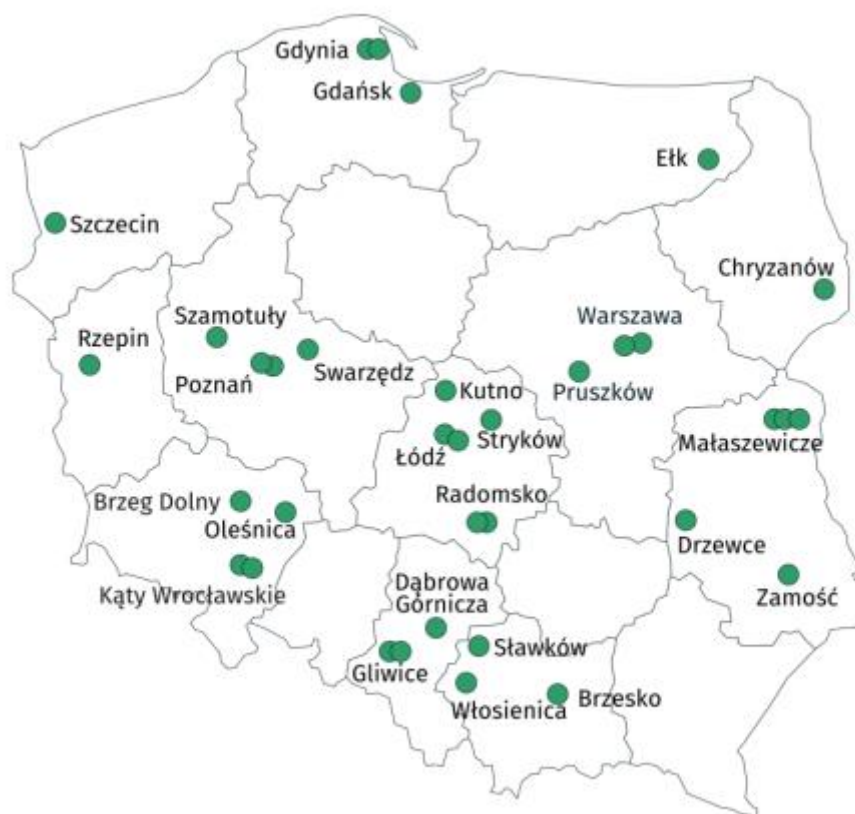 Gdynia
Gdańsk
Ełk
Szczecin
Chryzanów
Szamotuły
Warszawa
Rzepin
Swarzędz
Poznań
Pruszków
Kutno
Stryków
Małaszewicze
Łódź
Radomsko
Brzeg Dolny
Oleśnica
Drzewce
Kąty Wrocławskie
Dąbrowa
Górnicza
Zamość
Sławków
Gliwice
Włosienica
Brzesko